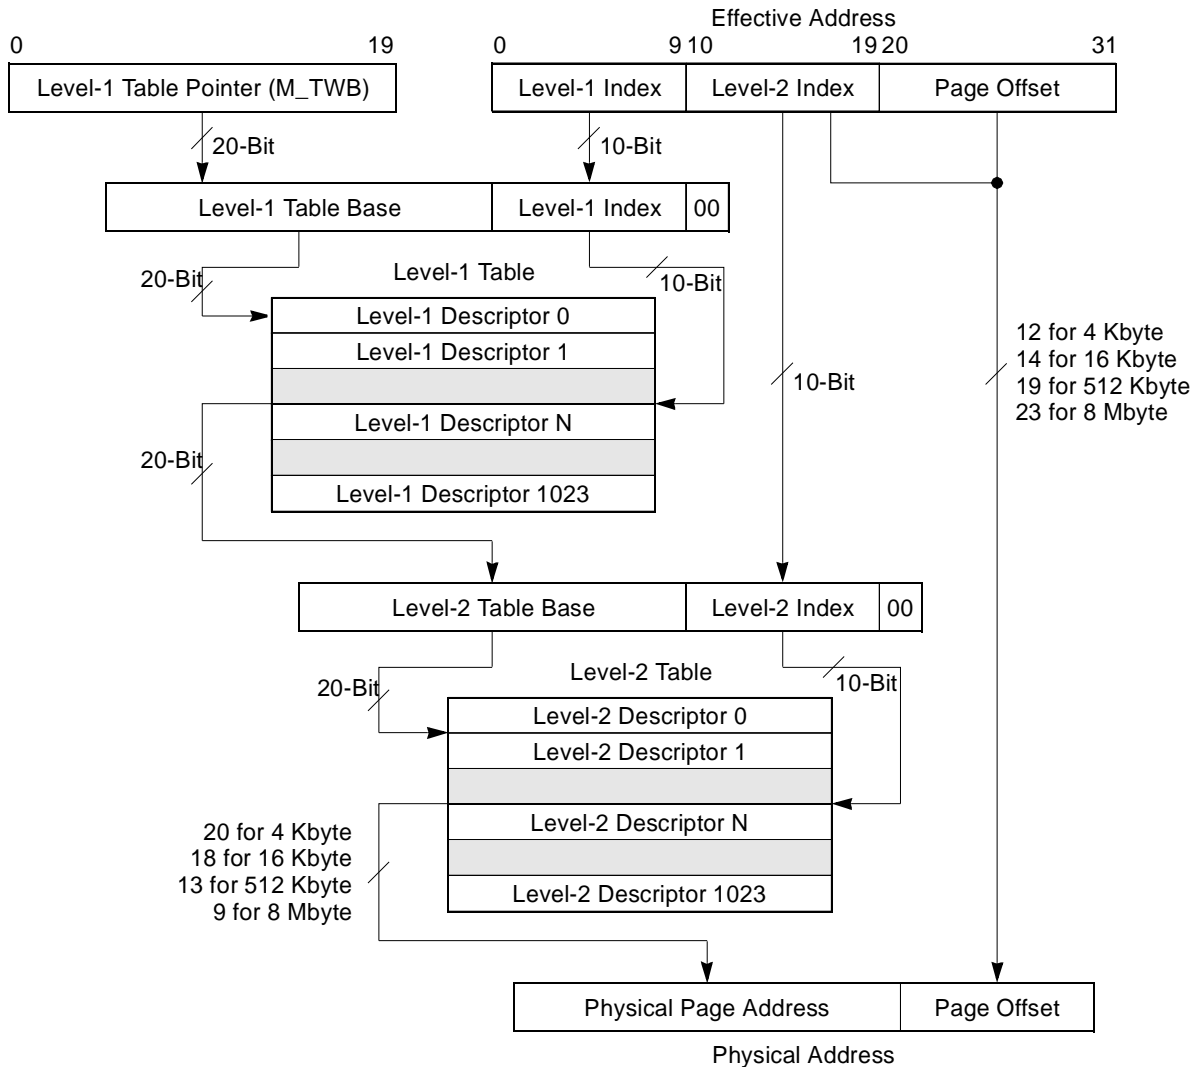 Effective Address
0 19 0 9 10 19 20 31
Level-1 Table Pointer (M_TWB) Level-1 Index Level-2 Index Page Offset
20-Bit 10-Bit
Level-1 Table Base Level-1 Index 00
Level-1 Table
20-Bit 10-Bit
Level-1 Descriptor 0
Level-1 Descriptor 1
12 for 4 Kbyte
14 for 16 Kbyte
19 for 512 Kbyte
23 for 8 Mbyte
10-Bit
Level-1 Descriptor N
20-Bit
Level-1 Descriptor 1023
Level-2 Table Base Level-2 Index 00
Level-2 Table
20-Bit 10-Bit
Level-2 Descriptor 0
Level-2 Descriptor 1
Level-2 Descriptor N
20 for 4 Kbyte
18 for 16 Kbyte
13 for 512 Kbyte
9 for 8 Mbyte
Level-2 Descriptor 1023
Physical Page Address Page Offset
Physical Address